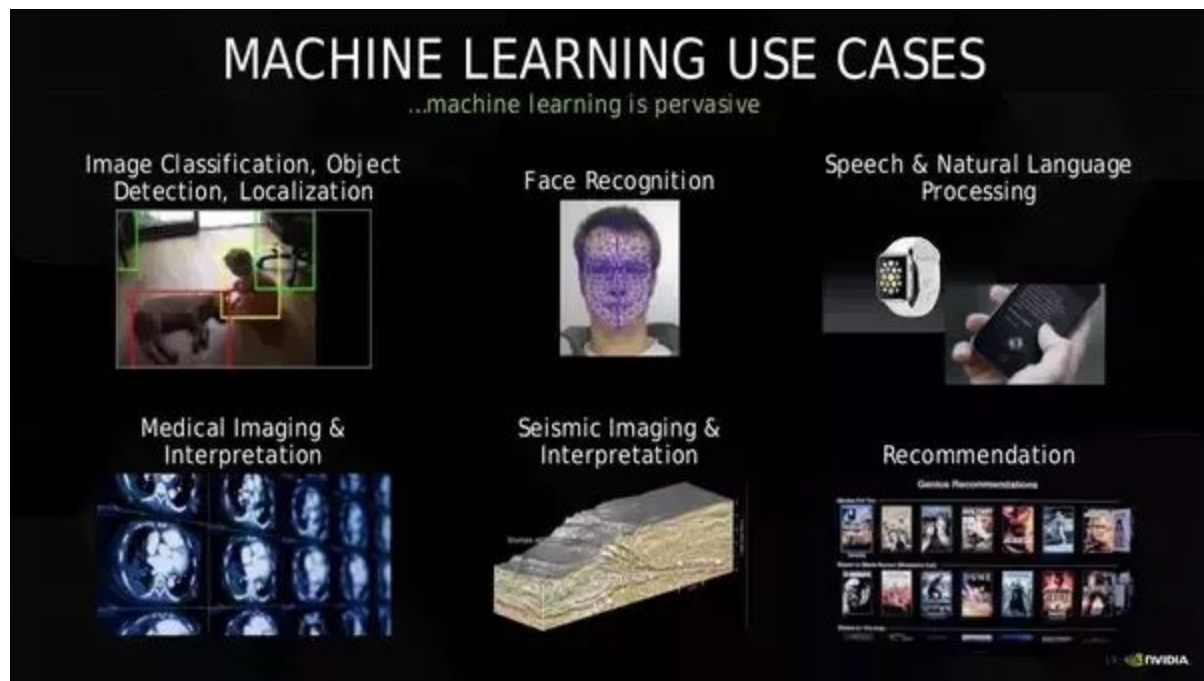 MACHINE LEARNING USE CASES
...machine learning is pervasive
Image Classification, Object
Detection, Localization
Face Recognition
Speech & Natural Language
Processing
Medical Imaging &
Interpretation
Seismic Imaging &
Interpretation
Recommendation
Genius Recommendations
NVIDIA